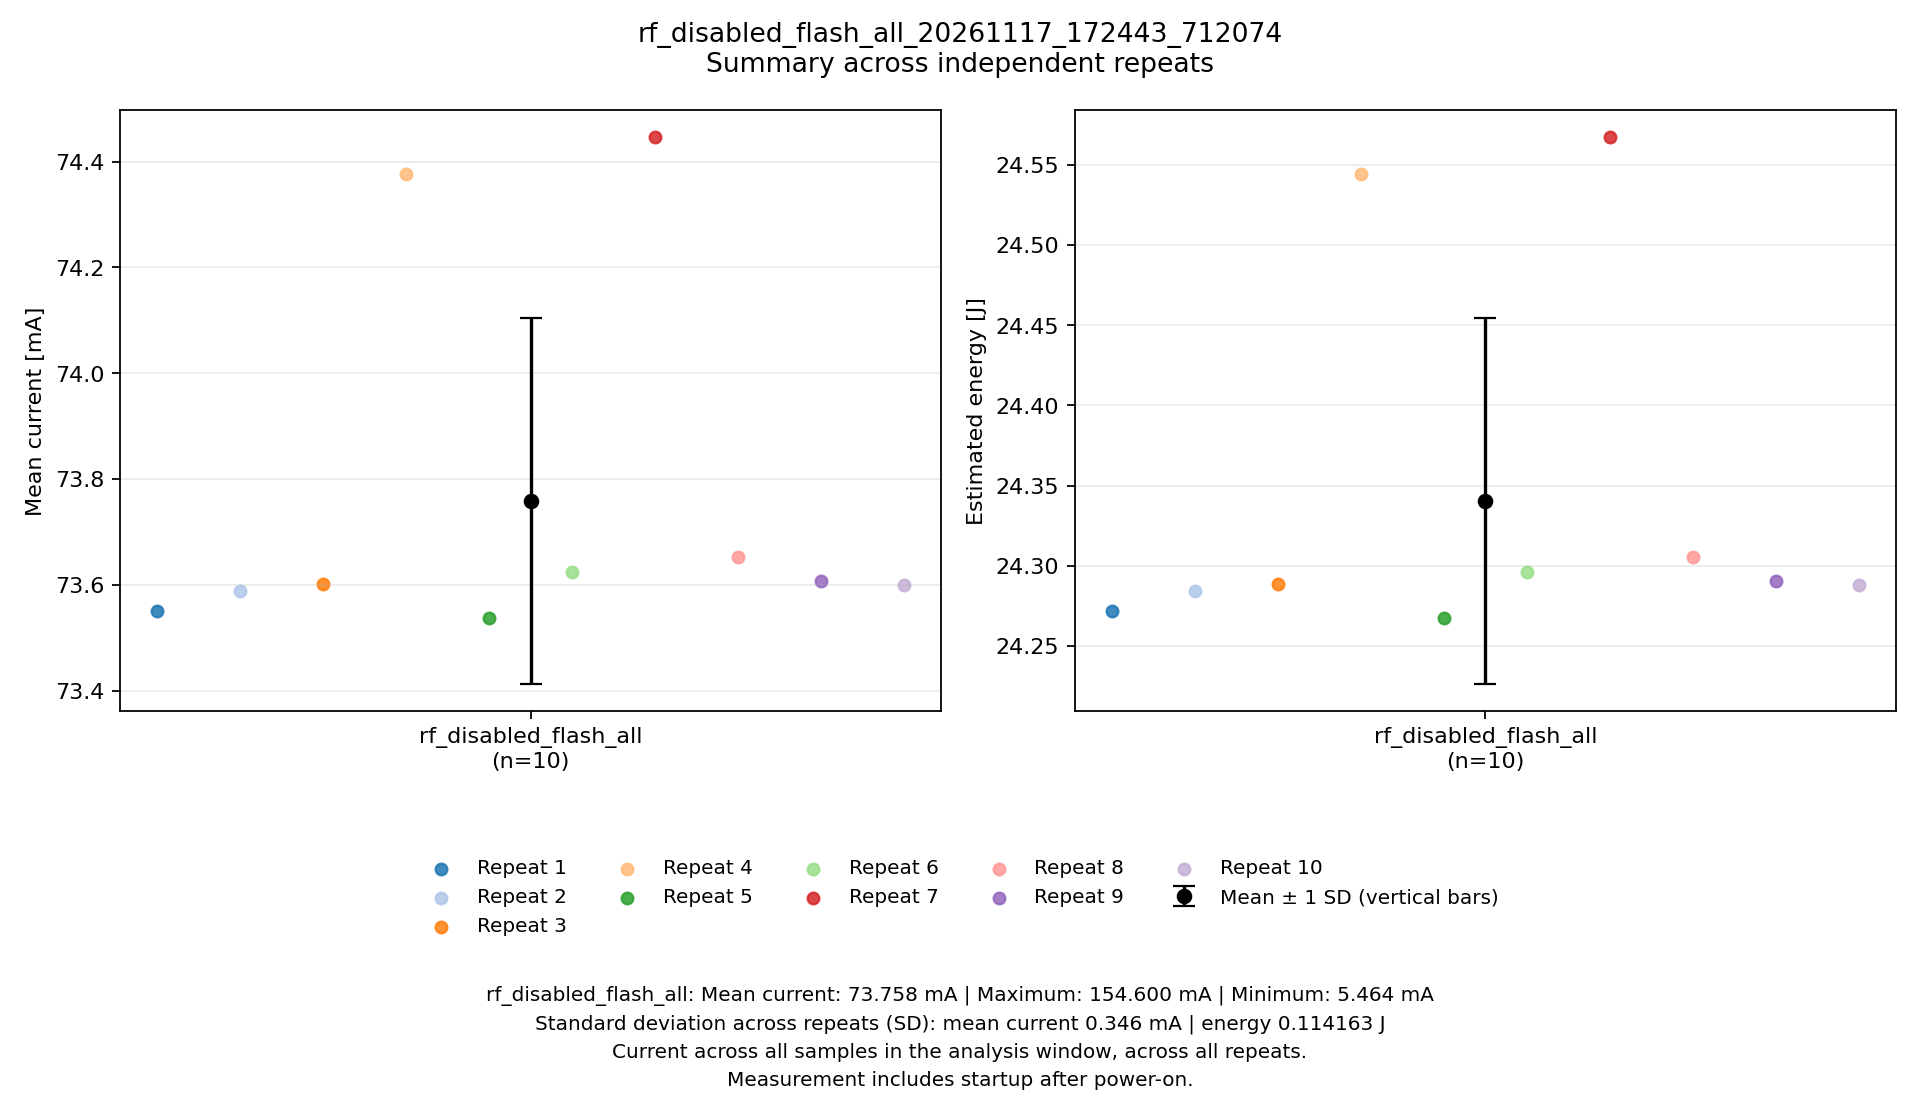 rf_disabled_flash_all_20261117_172443_712074
Summary across independent repeats
Mean current [mA]
74.4
74.2
74.0
73.8
73.6
73.4
rf_disabled_flash_all
(n=10)
Estimated energy [J]
24.55
24.50
24.45
24.40
24.35
24.30
24.25
rf_disabled_flash_all
(n=10)
Repeat 1
Repeat 2
Repeat 3
Repeat 4
Repeat 5
Repeat 6
Repeat 7
Repeat 8
Repeat 9
Repeat 10
Mean ± 1 SD (vertical bars)
rf_disabled_flash_all: Mean current: 73.758 mA | Maximum: 154.600 mA | Minimum: 5.464 mA
Standard deviation across repeats (SD): mean current 0.346 mA | energy 0.114163 J
Current across all samples in the analysis window, across all repeats.
Measurement includes startup after power-on.